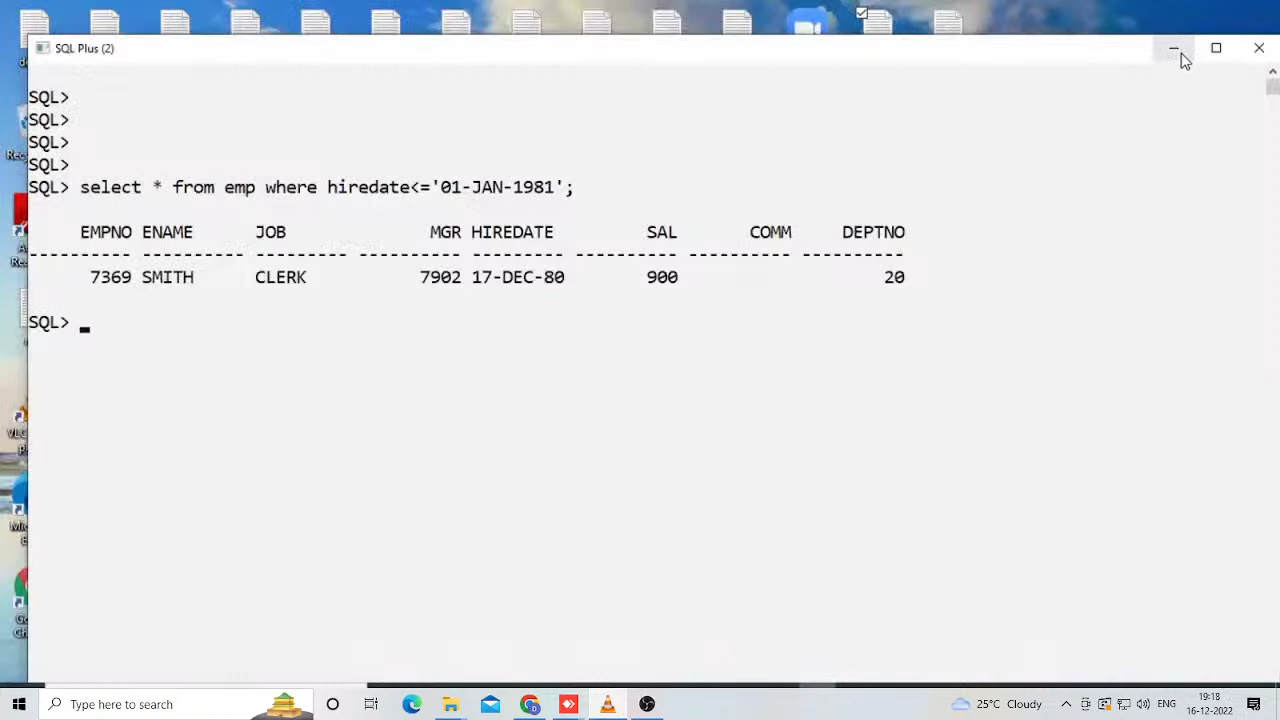 SQL Plus (2)
SQL>
SQL>
SQL>
SQL>
SQL> select * from emp where hiredate<='01-JAN-1981';
EMPNO ENAME JOB MGR HIREDATE SAL COMM DEPTNO
---------- ---------- --------- ---------- --------- ---------- ---------- ----------
7369 SMITH CLERK 7902 17-DEC-80 900 20
SQL>
Type here to search
25°C Cloudy
ENG
19:18
16-12-2022